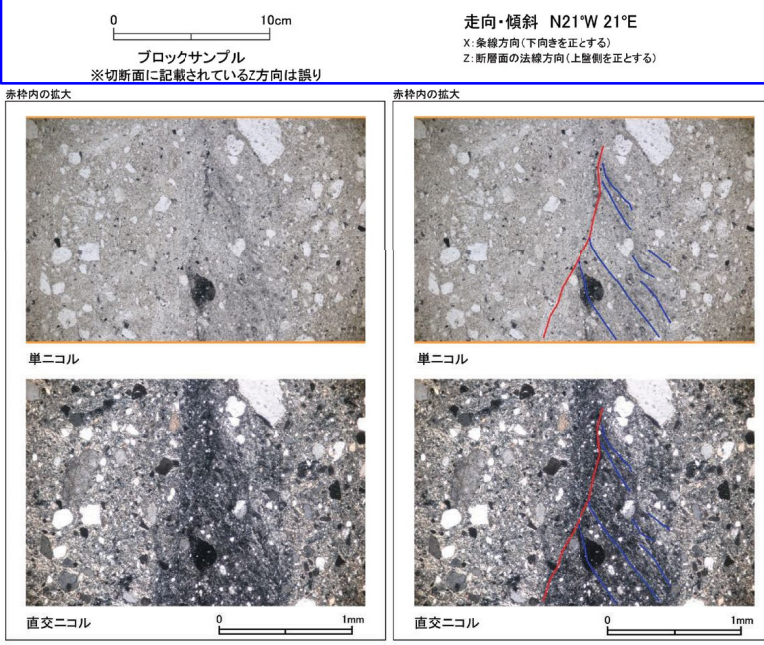 0 10cm
ブロックサンプル
※切断面に記載されているZ方向は誤り
走向・傾斜 N21°W 21°E
X:条線方向(下向きを正とする)
Z:断層面の法線方向(上盤側を正とする)
赤枠内の拡大
赤枠内の拡大
単ニコル
単ニコル
直交ニコル
0 1mm
直交ニコル
0 1mm